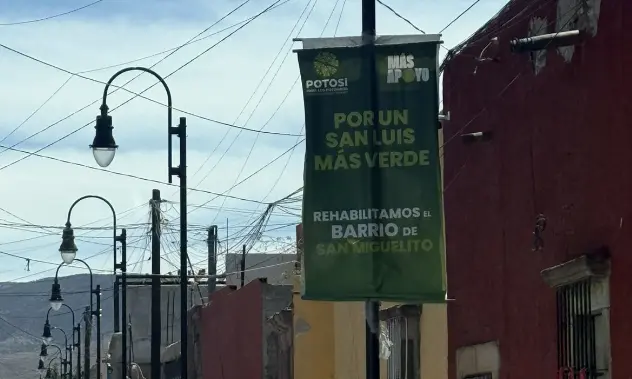 POTOSÍ
MÁS
APOYO
POR UN
SAN LUIS
MÁS VERDE
REHABILITAMOS EL
BARRIO DE
SAN MIGUELITO